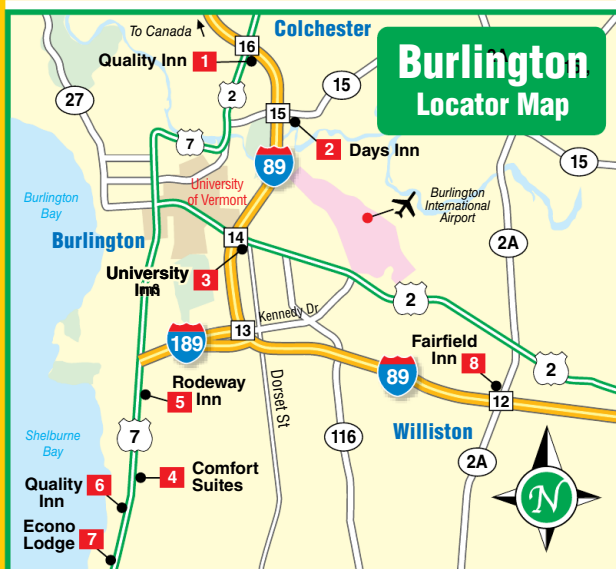 To Canada
Colchester
16
Quality Inn 1
2
2A
Burlington
Locator Map
15
27
15
7
2 Days Inn
15
89
University
of Vermont
Burlington
International
Airport
Burlington
Bay
Burlington
14
2A
University
Inn
3
2
Kennedy Dr
13
189
Fairfield
Inn 8
2
89
12
Rodeway
Inn
5
Dorset St
Shelburne
Bay
7
116
Williston
2A
4 Comfort
Suites
Quality
Inn
6
N
Econo
Lodge 7